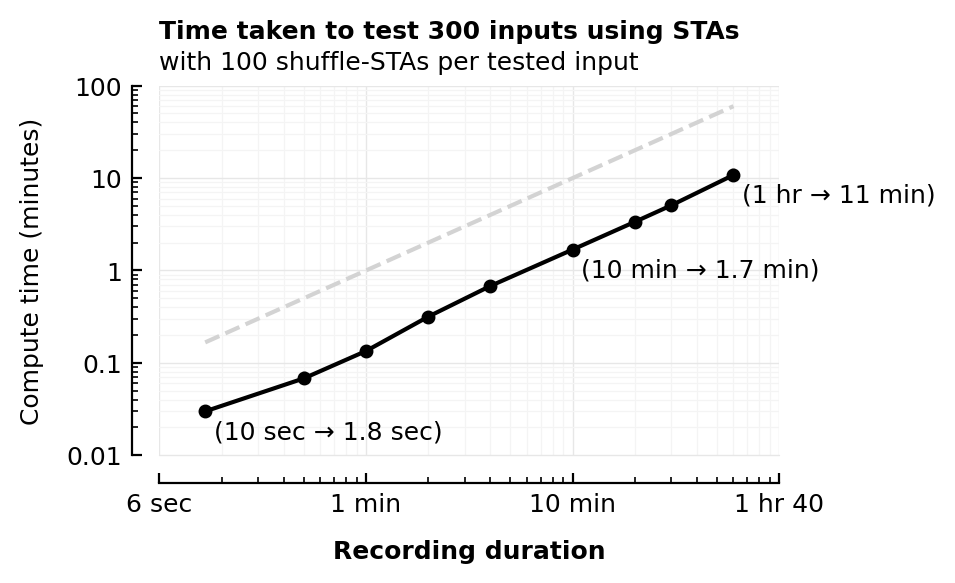 Time taken to test 300 inputs using STAs
with 100 shuffle-STAs per tested input
Compute time (minutes)
100
10
1
0.1
0.01
(1 hr → 11 min)
(10 min → 1.7 min)
(10 sec → 1.8 sec)
6 sec
1 min
10 min
1 hr 40
Recording duration